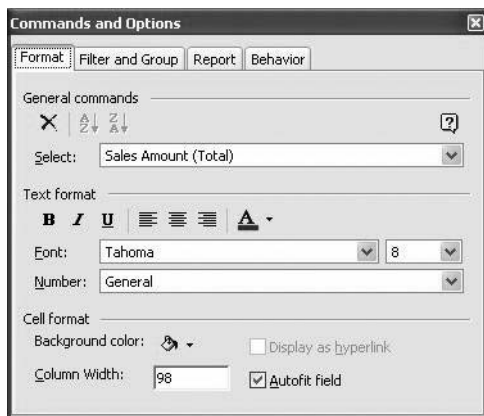 Commands and Options
Format Filter and Group Report Behavior
General commands
A Z Z A
Select: Sales Amount (Total)
Text format
B I U A
Font: Tahoma 8
Number: General
Cell format
Background color: Display as hyperlink
Column Width: 98 Autofit field